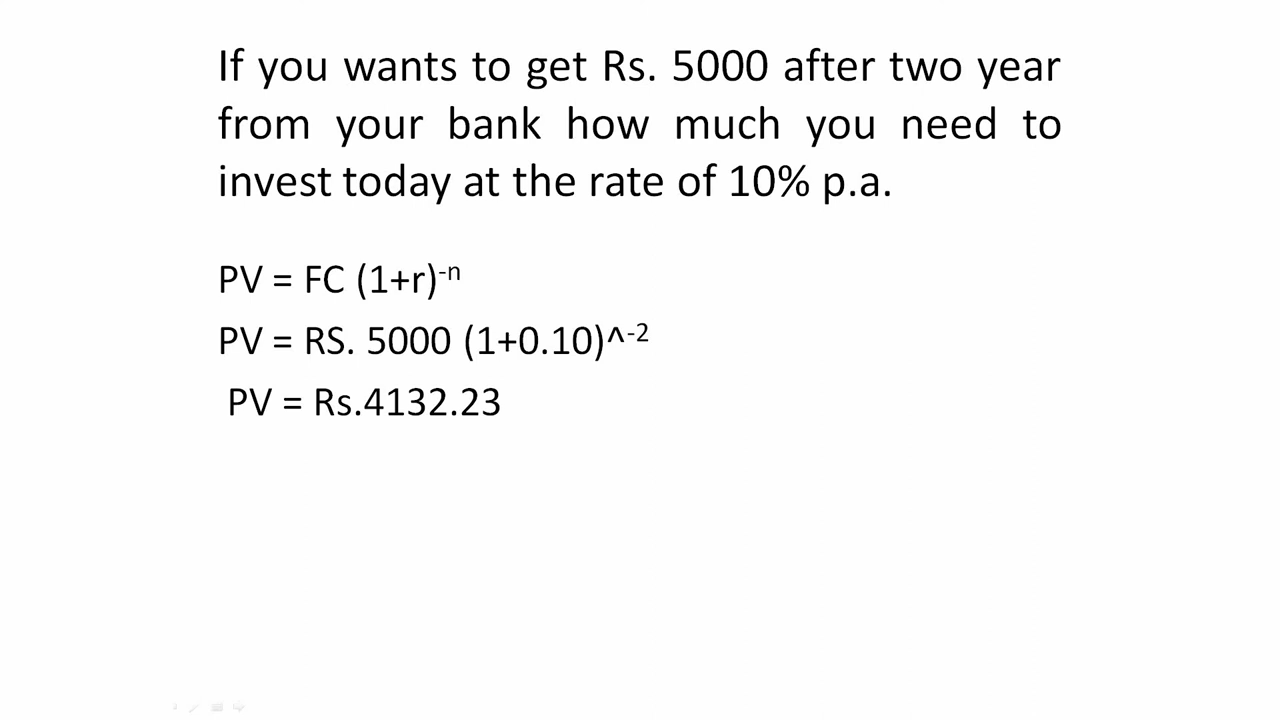 If you wants to get Rs. 5000 after two year
from your bank how much you need to
invest today at the rate of 10% p.a.
PV = FC (1+r)⁻ⁿ
PV = RS. 5000 (1+0.10)^⁻²
PV = Rs.4132.23